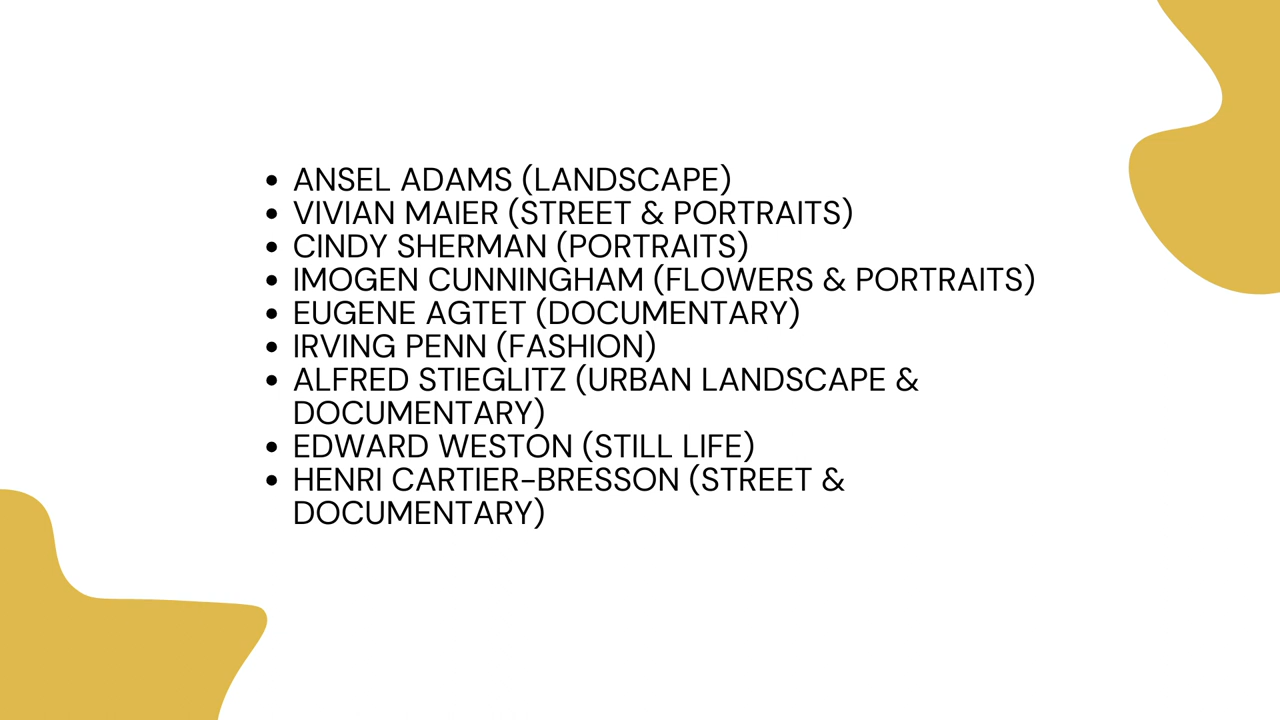 • ANSEL ADAMS (LANDSCAPE)
• VIVIAN MAIER (STREET & PORTRAITS)
• CINDY SHERMAN (PORTRAITS)
• IMOGEN CUNNINGHAM (FLOWERS & PORTRAITS)
• EUGENE AGTET (DOCUMENTARY)
• IRVING PENN (FASHION)
• ALFRED STIEGLITZ (URBAN LANDSCAPE &
DOCUMENTARY)
• EDWARD WESTON (STILL LIFE)
• HENRI CARTIER-BRESSON (STREET &
DOCUMENTARY)